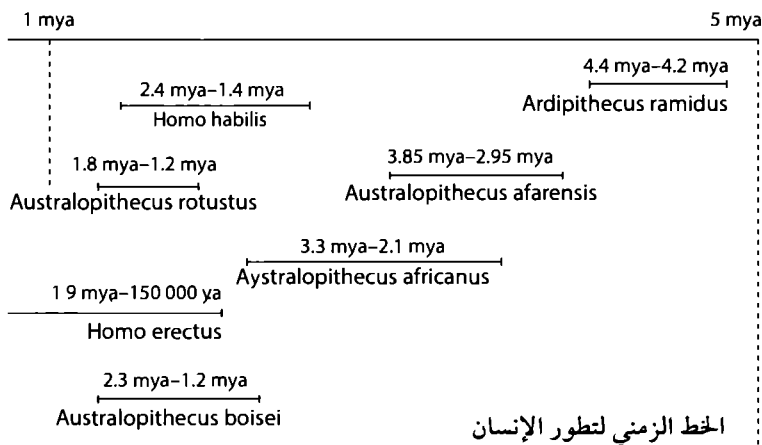 1 mya
5 mya
4.4 mya–4.2 mya
Ardipithecus ramidus
2.4 mya–1.4 mya
Homo habilis
3.85 mya–2.95 mya
Australopithecus afarensis
1.8 mya–1.2 mya
Australopithecus rotustus
3.3 mya–2.1 mya
Aystralopithecus africanus
1 9 mya–150 000 ya
Homo erectus
2.3 mya–1.2 mya
Australopithecus boisei
الخط الزمني لتطور الإنسان